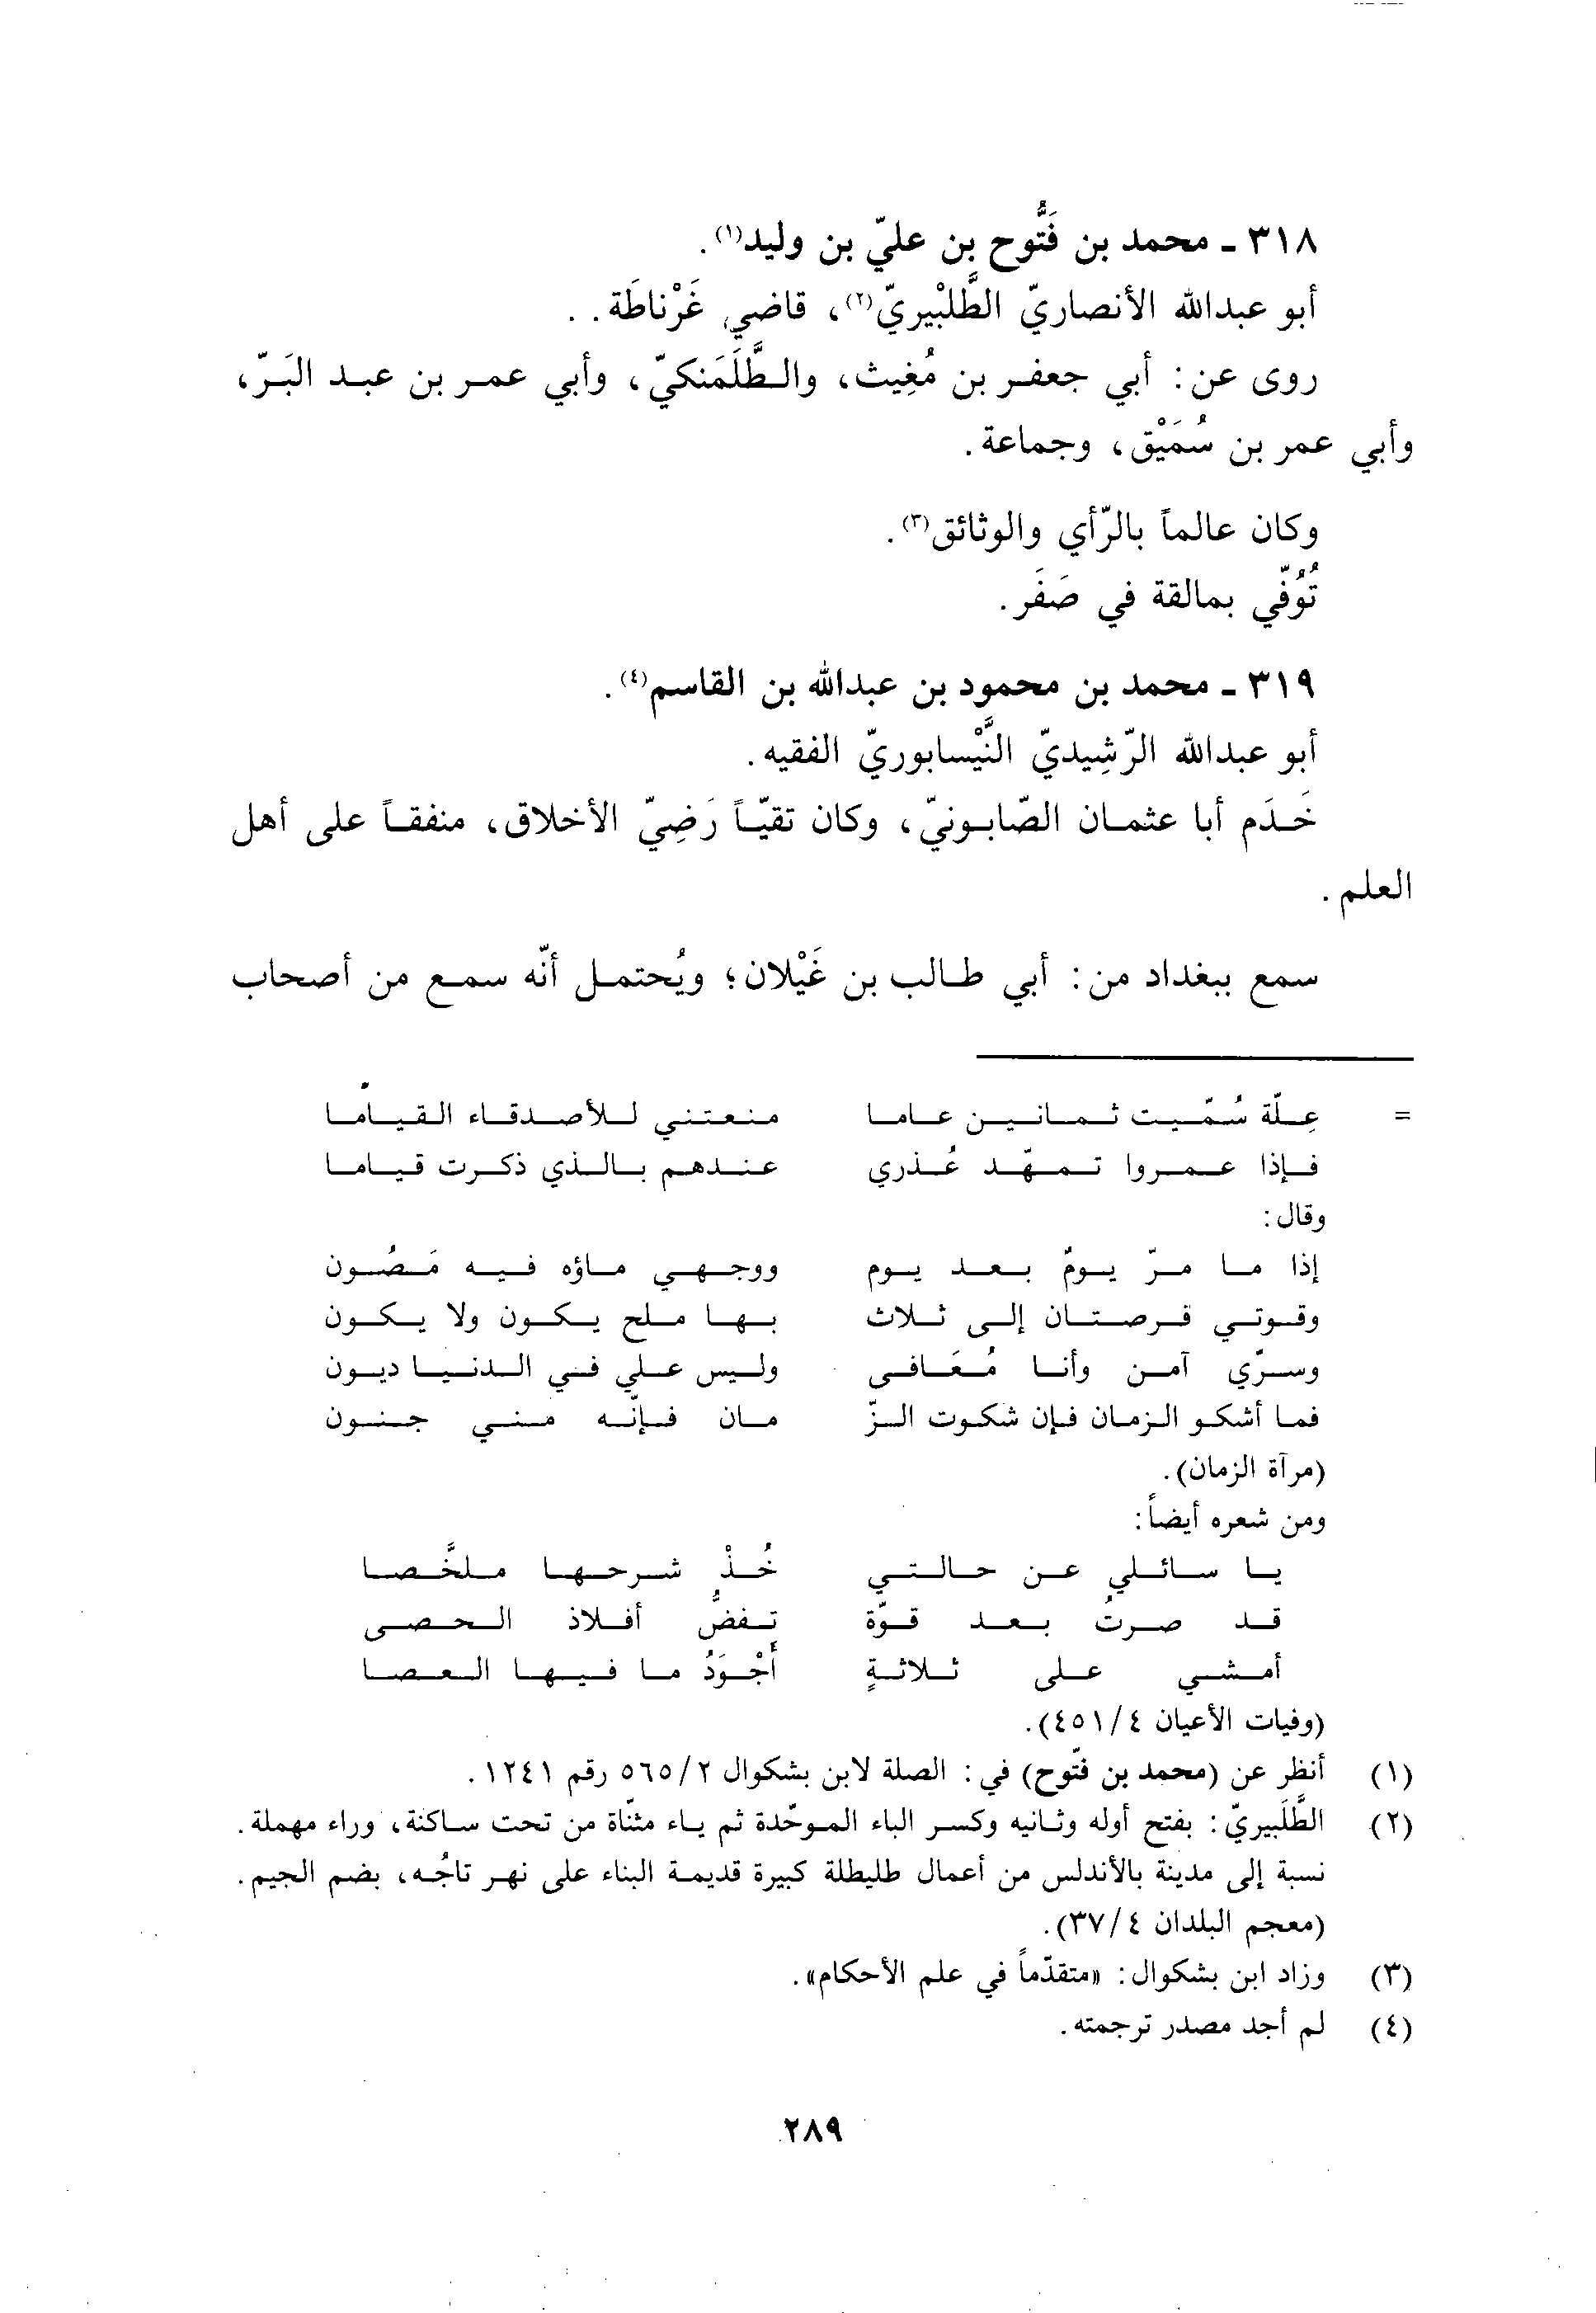 ٣١٨ ـ محمد بن فَتُّوح بن عليّ بن وليد(١).
أبو عبدالله الأنصاريّ الطَّلبْيريّ(٢)، قاضي غَرْناطَة. .
روى عن: أبي جعفر بن مُغِيث، والطَّلَمَنكيّ، وأبي عمر بن عبد البَرّ،
وأبي عمر بن سُمَيْق، وجماعة.
وكان عالماً بالرّأي والوثائق(٣).
تُوُفّي بمالقة في صَفَر.
٣١٩ ـ محمد بن محمود بن عبدالله بن القاسم(٤).
أبو عبدالله الرّشِيديّ النَّيْسابوريّ الفقيه.
خَدَم أبا عثمان الصّابونيّ، وكان تقيّاً رَضِيّ الأخلاق، منفقاً على أهل
العلم.
سمع ببغداد من: أبي طالب بن غَيْلان؛ ويُحتمل أنّه سمع من أصحاب
= عِلّة سُمّيت ثمانين عاما منعتني للأصدقاء القياما
فإذا عمروا تمهّد عُذري عندهم بالذي ذكرت قياما
وقال:
إذا ما مرّ يومٌ بعد يوم ووجهي ماؤه فيه مَصُون
وقوتي قرصتان إلى ثلاث بها ملح يكون ولا يكون
وسرّي آمن وأنا مُعَافى وليس علي في الدنيا ديون
فما أشكو الزمان فإن شكوت الزّ مان فإنّه مني جنون
(مرآة الزمان).
ومن شعره أيضاً:
يا سائلي عن حالتي خُذْ شرحها ملخَّصا
قد صرتُ بعد قوّة تفضُّ أفلاذ الحصى
أمشي على ثلاثةٍ أَجْوَدُ ما فيها العصا
(وفيات الأعيان ٤/ ٤٥١).
(١) أنظر عن (محمد بن فتّوح) في: الصلة لابن بشكوال ٢/ ٥٦٥ رقم ١٢٤١.
(٢) الطَّلَبيريّ: بفتح أوله وثانيه وكسر الباء الموحّدة ثم ياء مثنّاة من تحت ساكنة، وراء مهملة.
نسبة إلى مدينة بالأندلس من أعمال طليطلة كبيرة قديمة البناء على نهر تاجُه، بضم الجيم.
(معجم البلدان ٤/ ٣٧).
(٣) وزاد ابن بشكوال: «متقدّماً في علم الأحكام».
(٤) لم أجد مصدر ترجمته.
٢٨٩